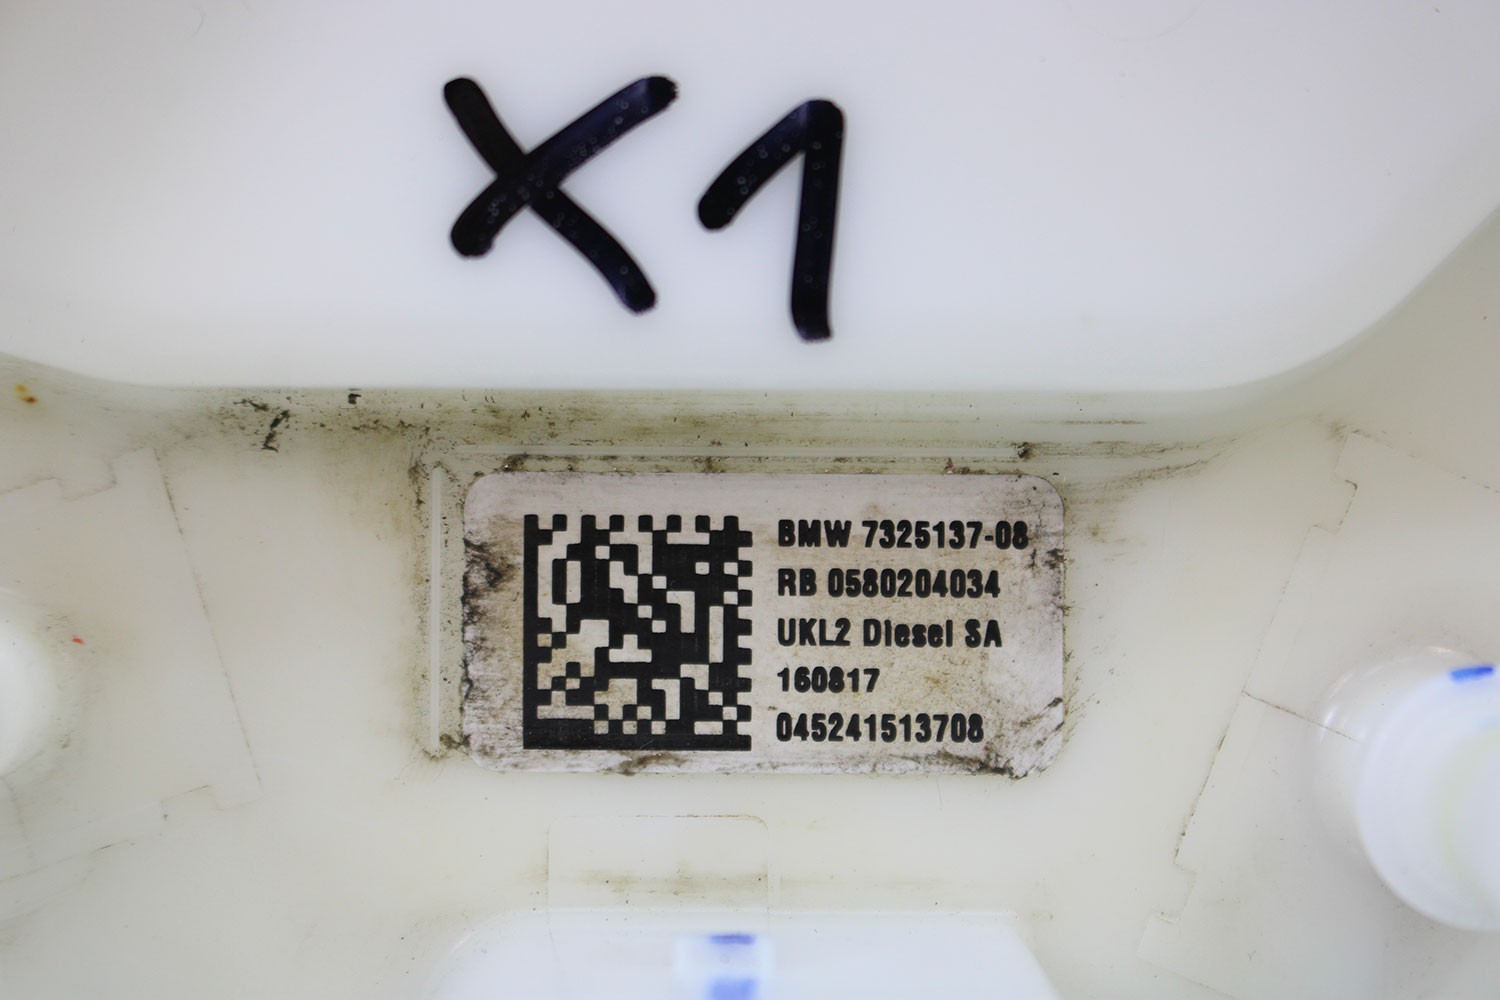 X1
BMW 7325137-08
RB 0580204034
UKL2 Diesel SA
160817
045241513708